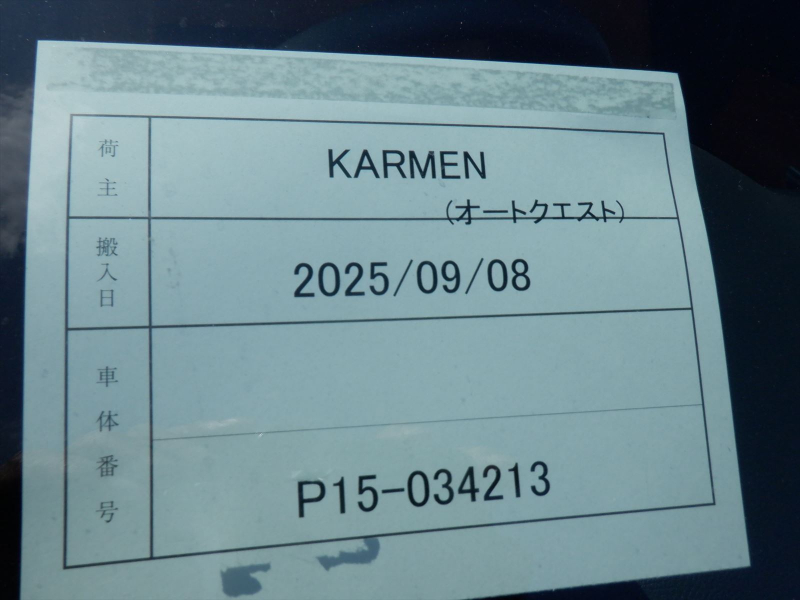 荷主
KARMEN
(オートクエスト)
搬入日
2025/09/08
車体番号
P15-034213